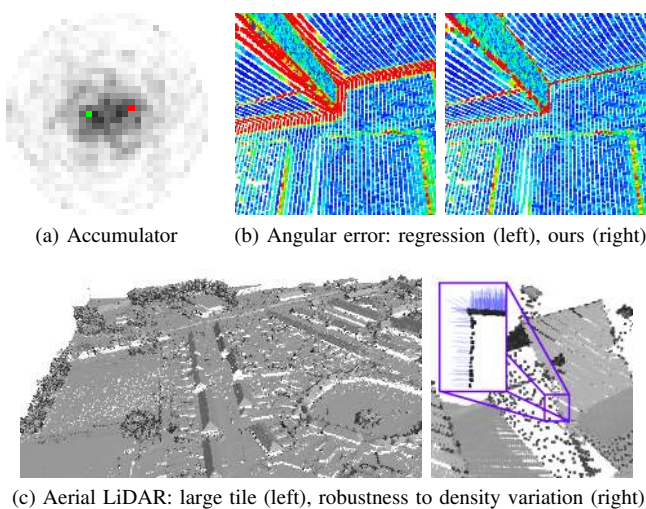 (a) Accumulator
(b) Angular error: regression (left), ours (right)
(c) Aerial LiDAR: large tile (left), robustness to density variation (right)